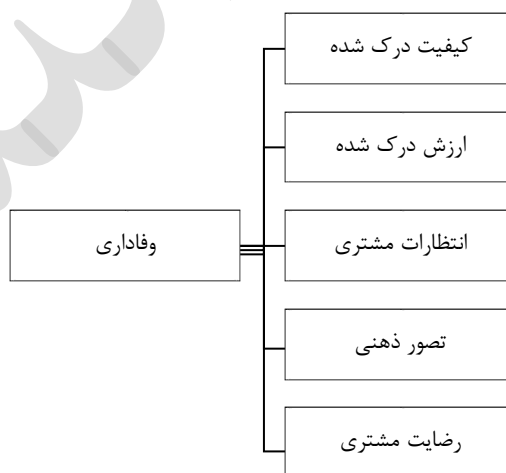 کیفیت درک شده
ارزش درک شده
انتظارات مشتری
وفاداری
تصور ذهنی
رضایت مشتری